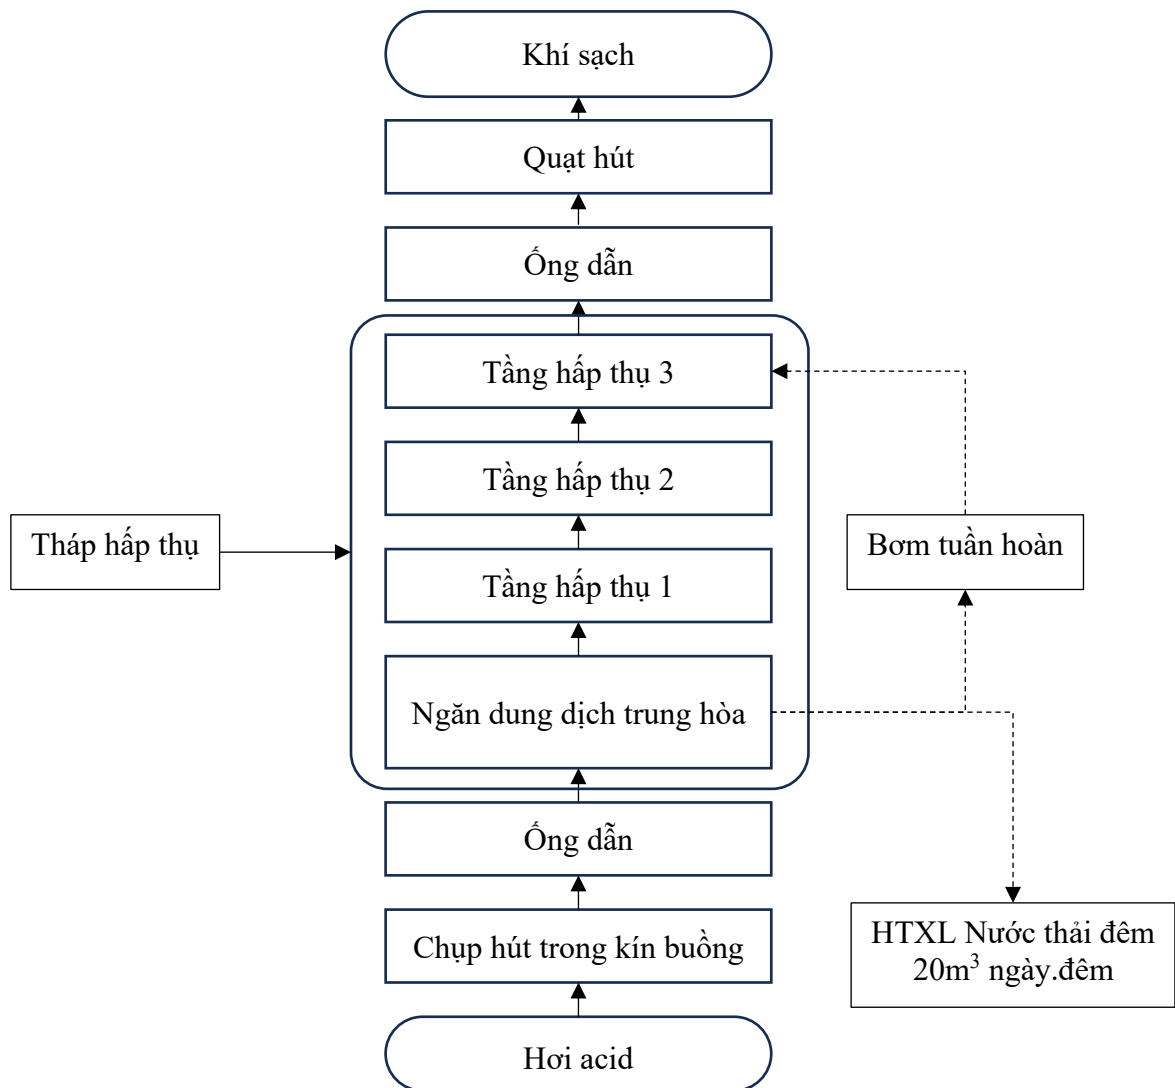 Khí sạch
Quạt hút
Ống dẫn
Tầng hấp thụ 3
Tầng hấp thụ 2
Tháp hấp thụ
Bơm tuần hoàn
Tầng hấp thụ 1
Ngăn dung dịch trung hòa
Ống dẫn
Chụp hút trong kín buồng
HTXL Nước thải đêm
20m³ ngày.đêm
Hơi acid